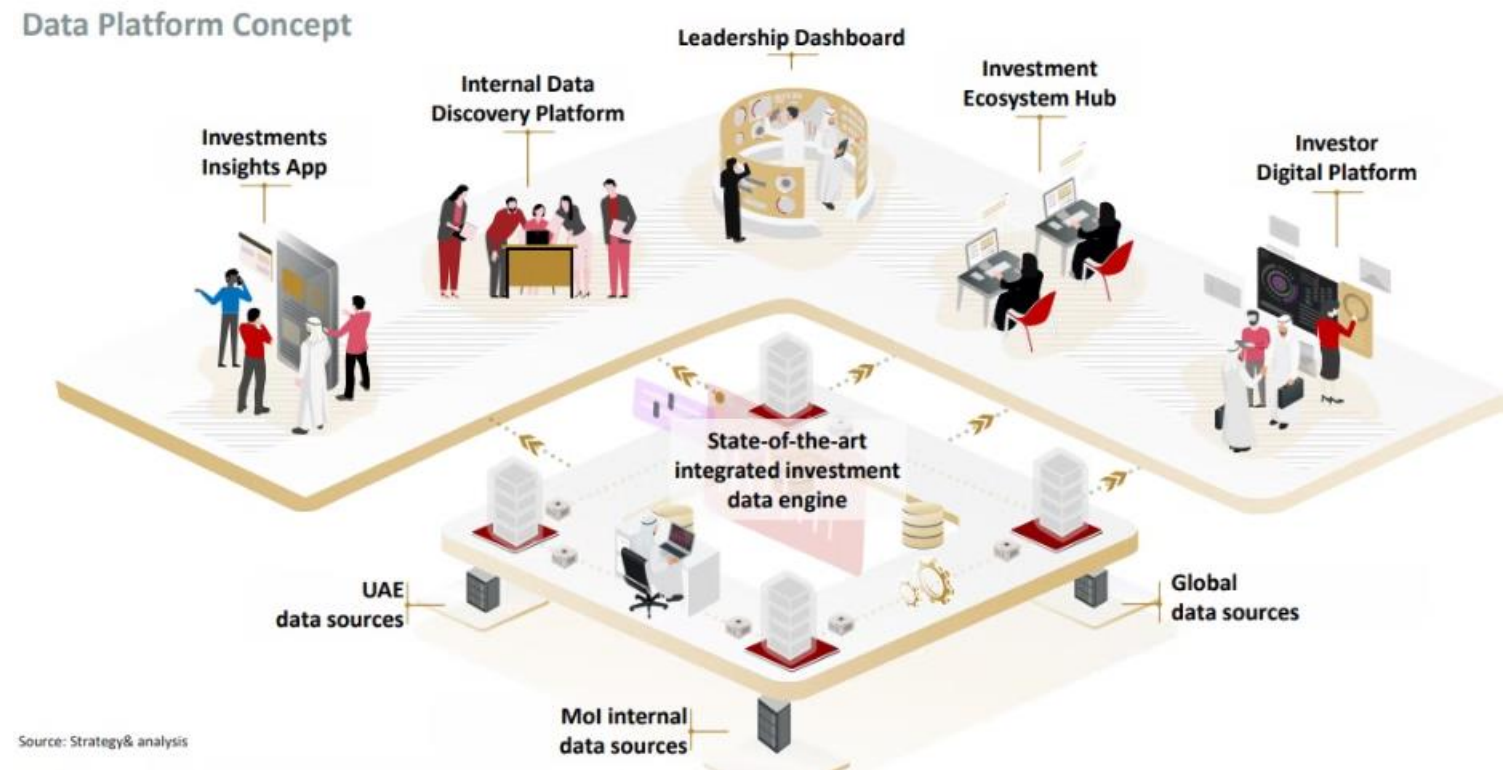 Data Platform Concept
Leadership Dashboard
Internal Data
Discovery Platform
Investment
Ecosystem Hub
Investments
Insights App
Investor
Digital Platform
State-of-the-art
integrated investment
data engine
UAE
data sources
Global
data sources
MoI internal
data sources
Source: Strategy& analysis